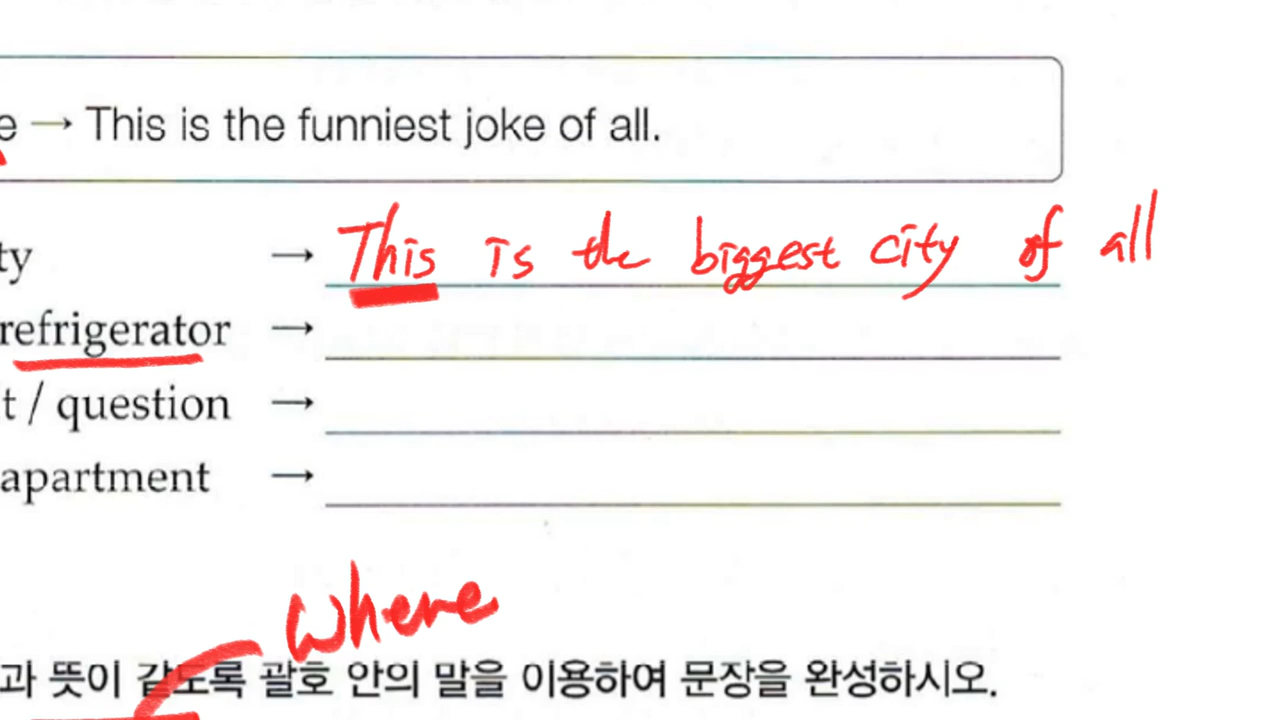 e → This is the funniest joke of all.
ty → This is the biggest city of all
refrigerator →
t / question →
apartment →
where
과 뜻이 같도록 괄호 안의 말을 이용하여 문장을 완성하시오.